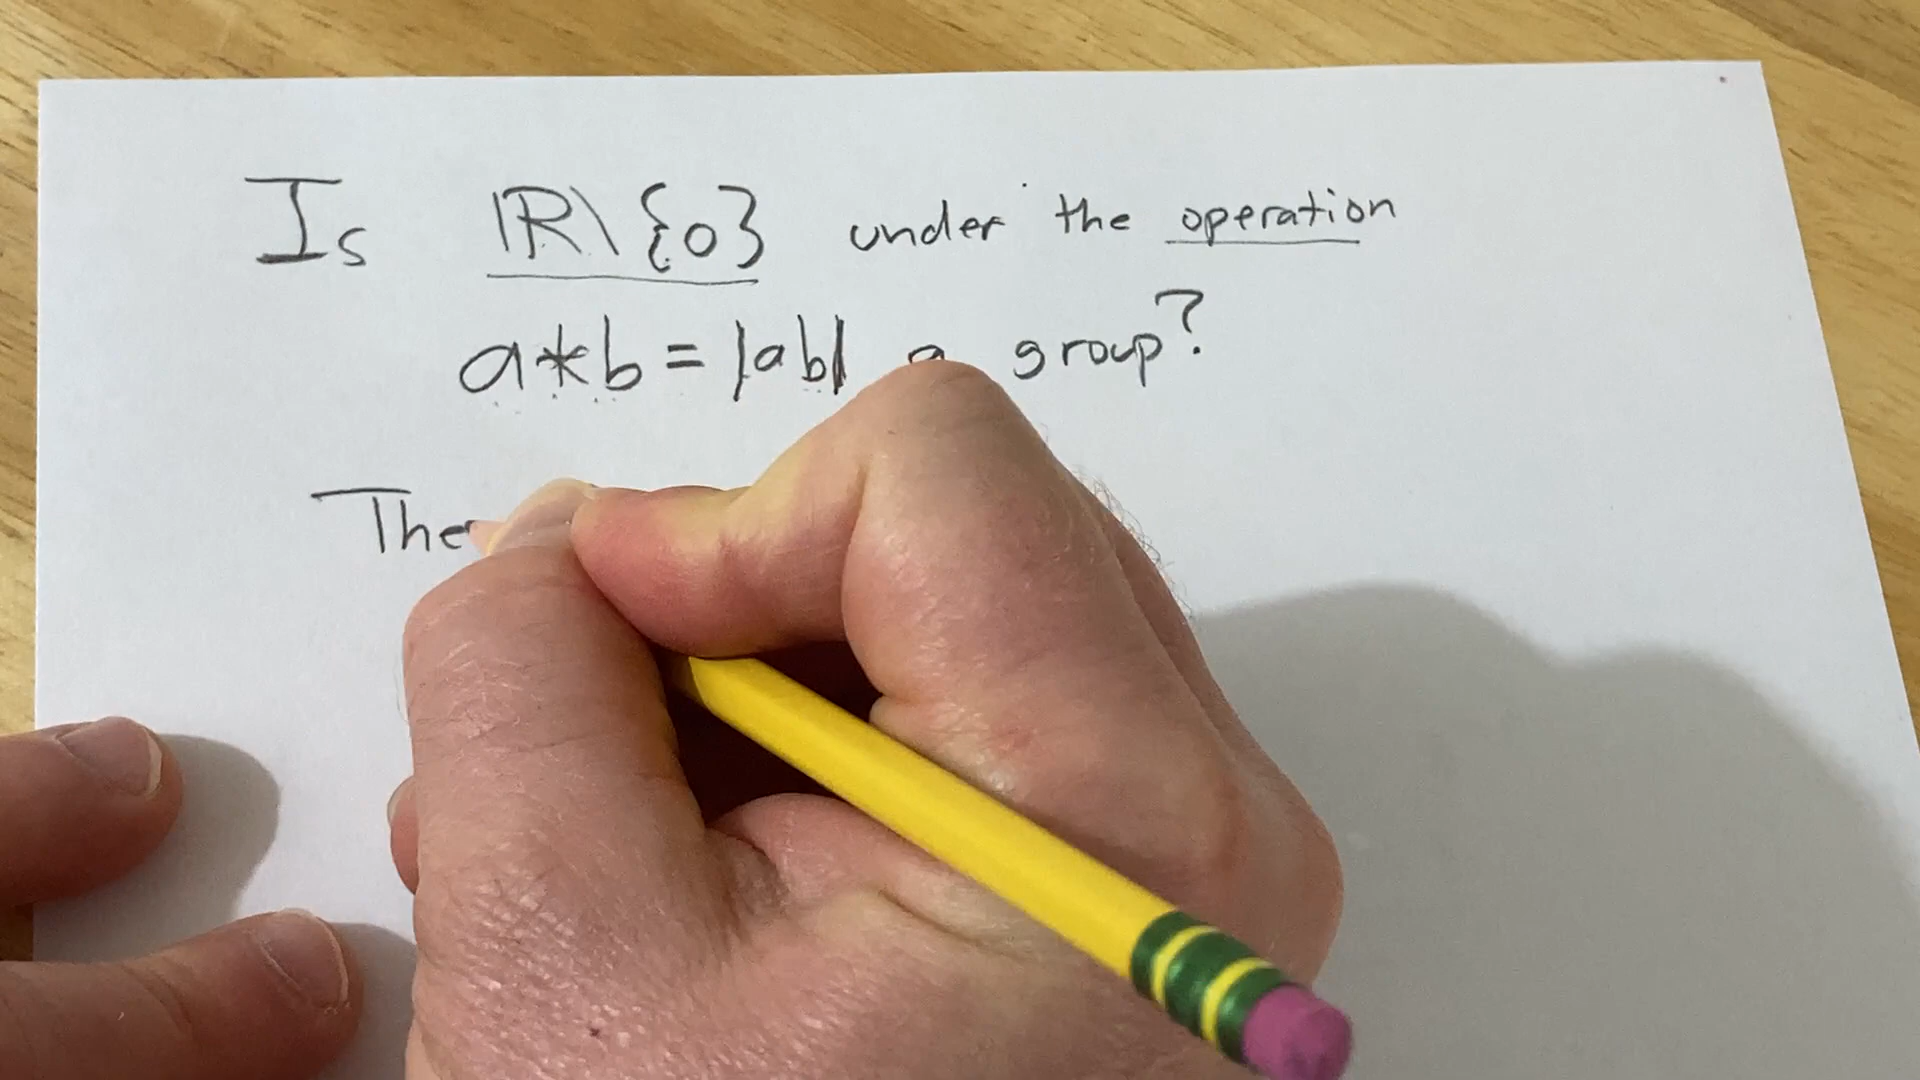 Is ℝ\{0} under the operation
a*b = |ab| a group?
The